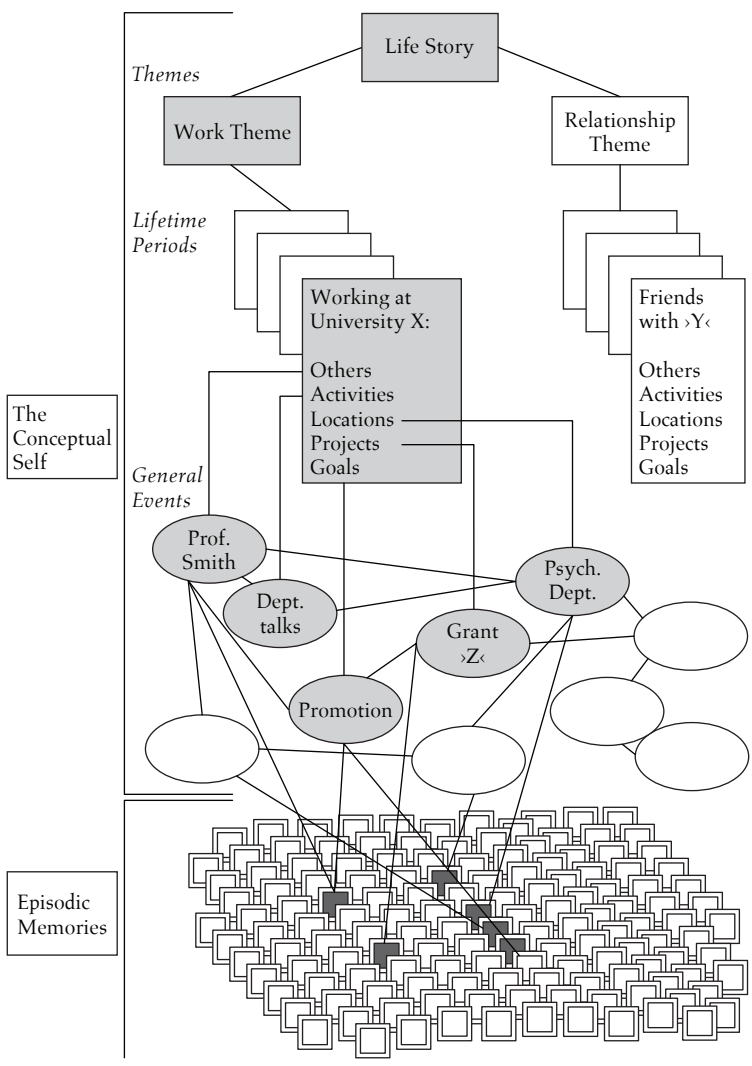 Life Story
Themes
Work Theme
Relationship
Theme
Lifetime
Periods
Working at
University X:
Others
Activities
Locations
Projects
Goals
Friends
with ›Y‹
Others
Activities
Locations
Projects
Goals
The
Conceptual
Self
General
Events
Prof.
Smith
Dept.
talks
Psych.
Dept.
Grant
›Z‹
Promotion
Episodic
Memories